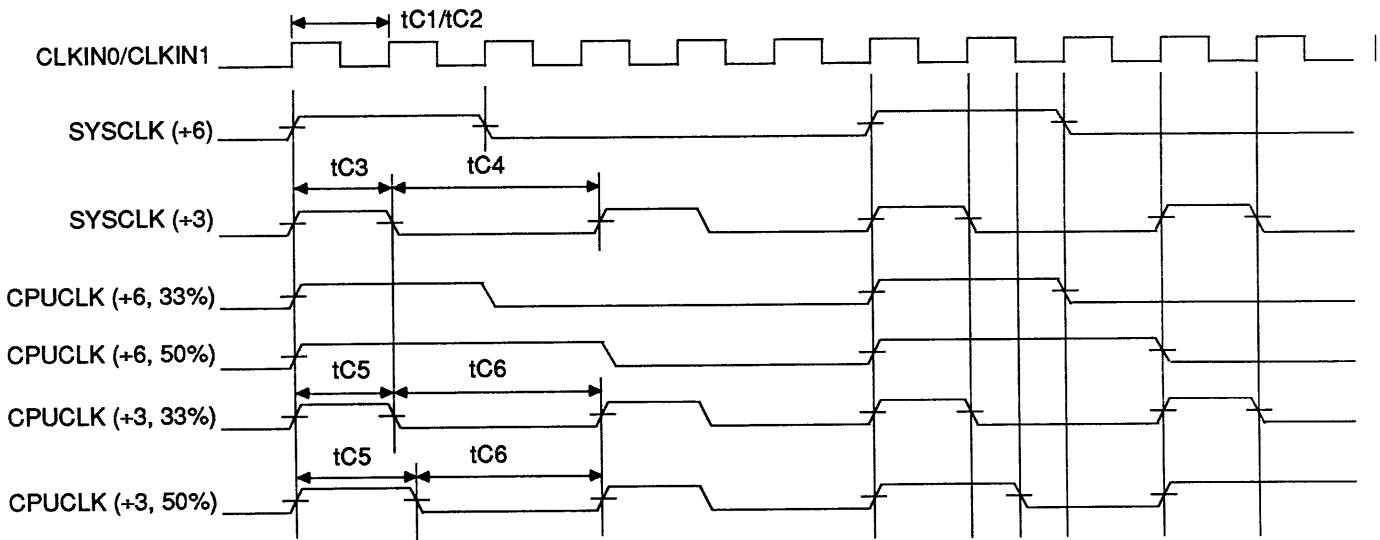 tC1/tC2
CLKIN0/CLKIN1
SYSCLK (÷6)
tC3 tC4
SYSCLK (÷3)
CPUCLK (÷6, 33%)
CPUCLK (÷6, 50%)
tC5 tC6
CPUCLK (÷3, 33%)
tC5 tC6
CPUCLK (÷3, 50%)